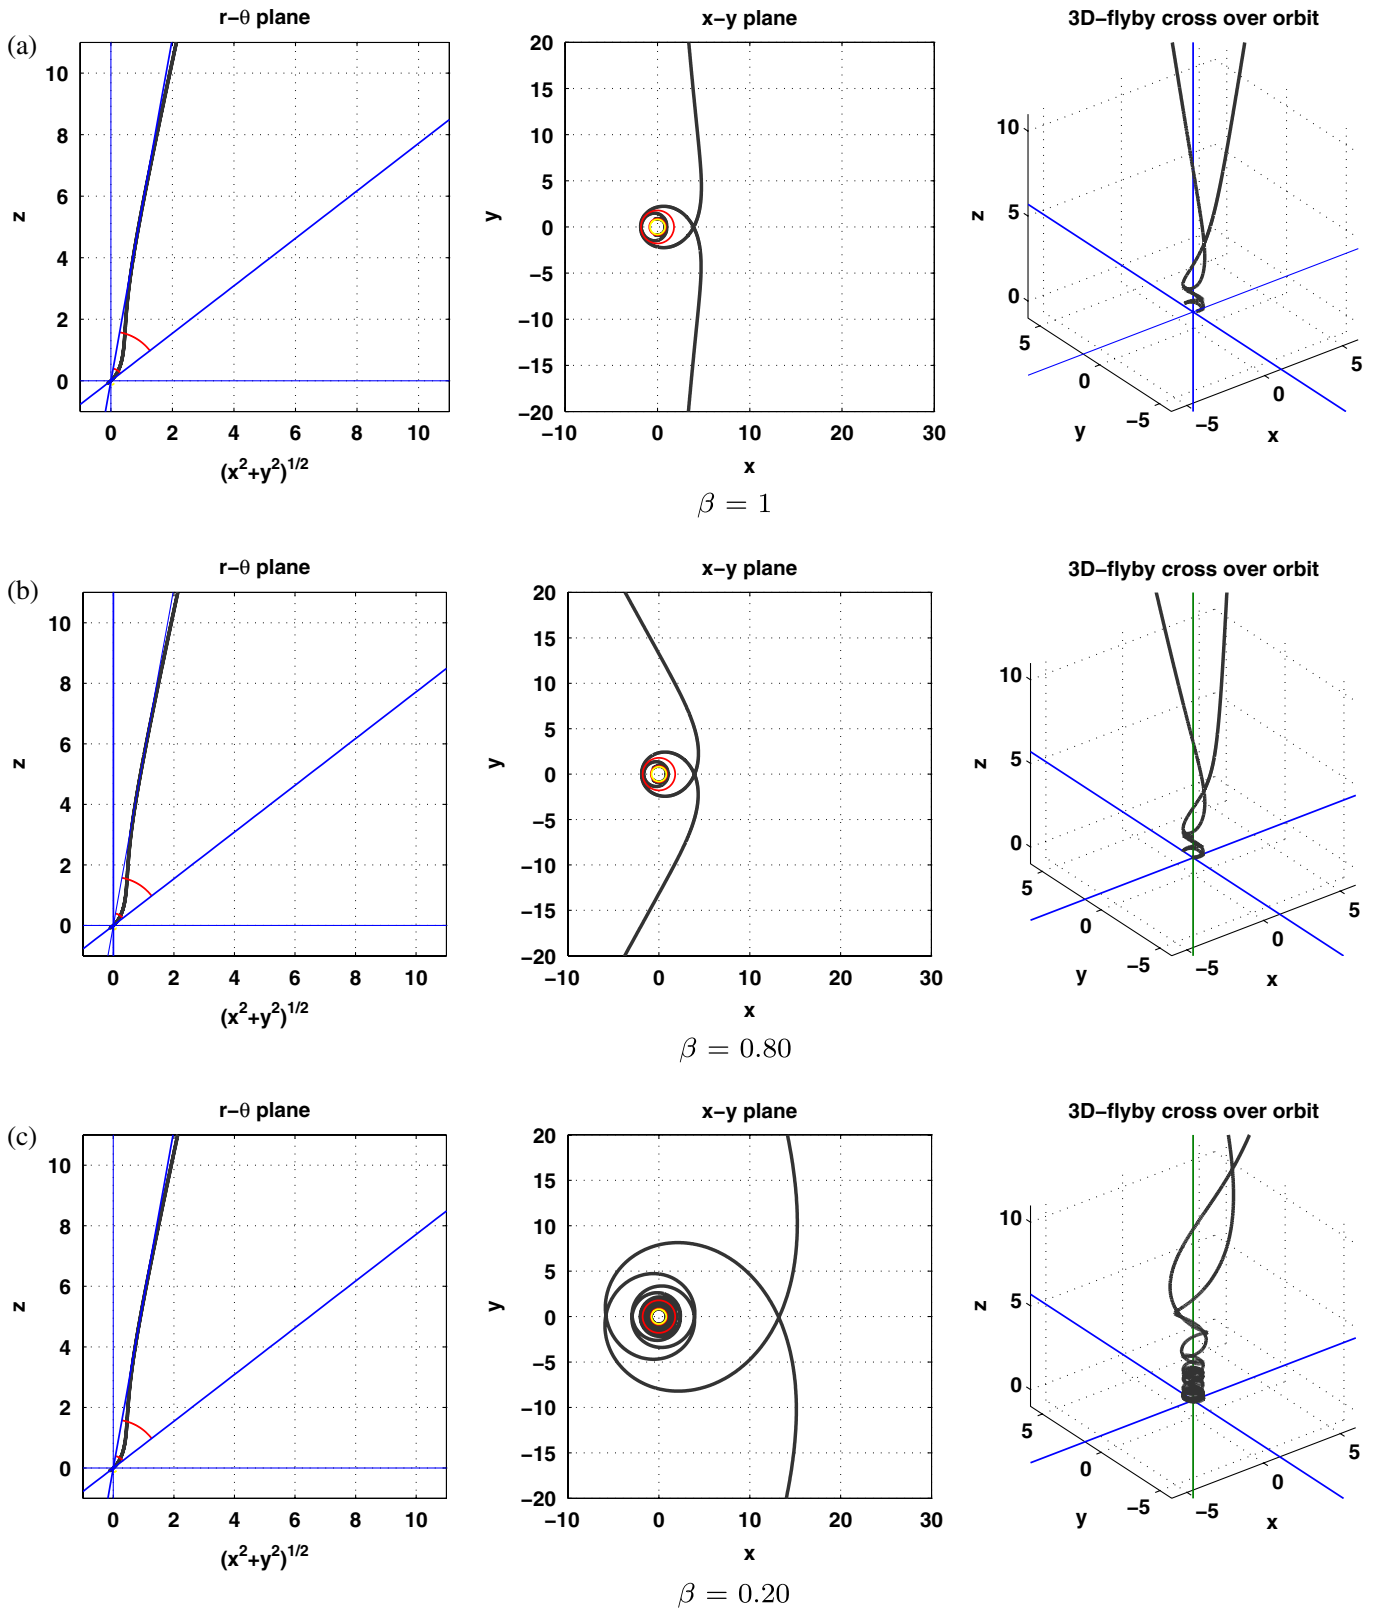 (a)
r−θ plane
10
8
6
4
2
0
z
0 2 4 6 8 10
(x²+y²)^1/2
x−y plane
20
15
10
5
0
−5
−10
−15
−20
y
−10 0 10 20 30
x
3D−flyby cross over orbit
10
5
0
z
5
0
−5
y
−5
0
5
x
β = 1
(b)
r−θ plane
10
8
6
4
2
0
z
0 2 4 6 8 10
(x²+y²)^1/2
x−y plane
20
15
10
5
0
−5
−10
−15
−20
y
−10 0 10 20 30
x
3D−flyby cross over orbit
10
5
0
z
5
0
−5
y
−5
0
5
x
β = 0.80
(c)
r−θ plane
10
8
6
4
2
0
z
0 2 4 6 8 10
(x²+y²)^1/2
x−y plane
20
15
10
5
0
−5
−10
−15
−20
y
−10 0 10 20 30
x
3D−flyby cross over orbit
10
5
0
z
5
0
−5
y
−5
0
5
x
β = 0.20